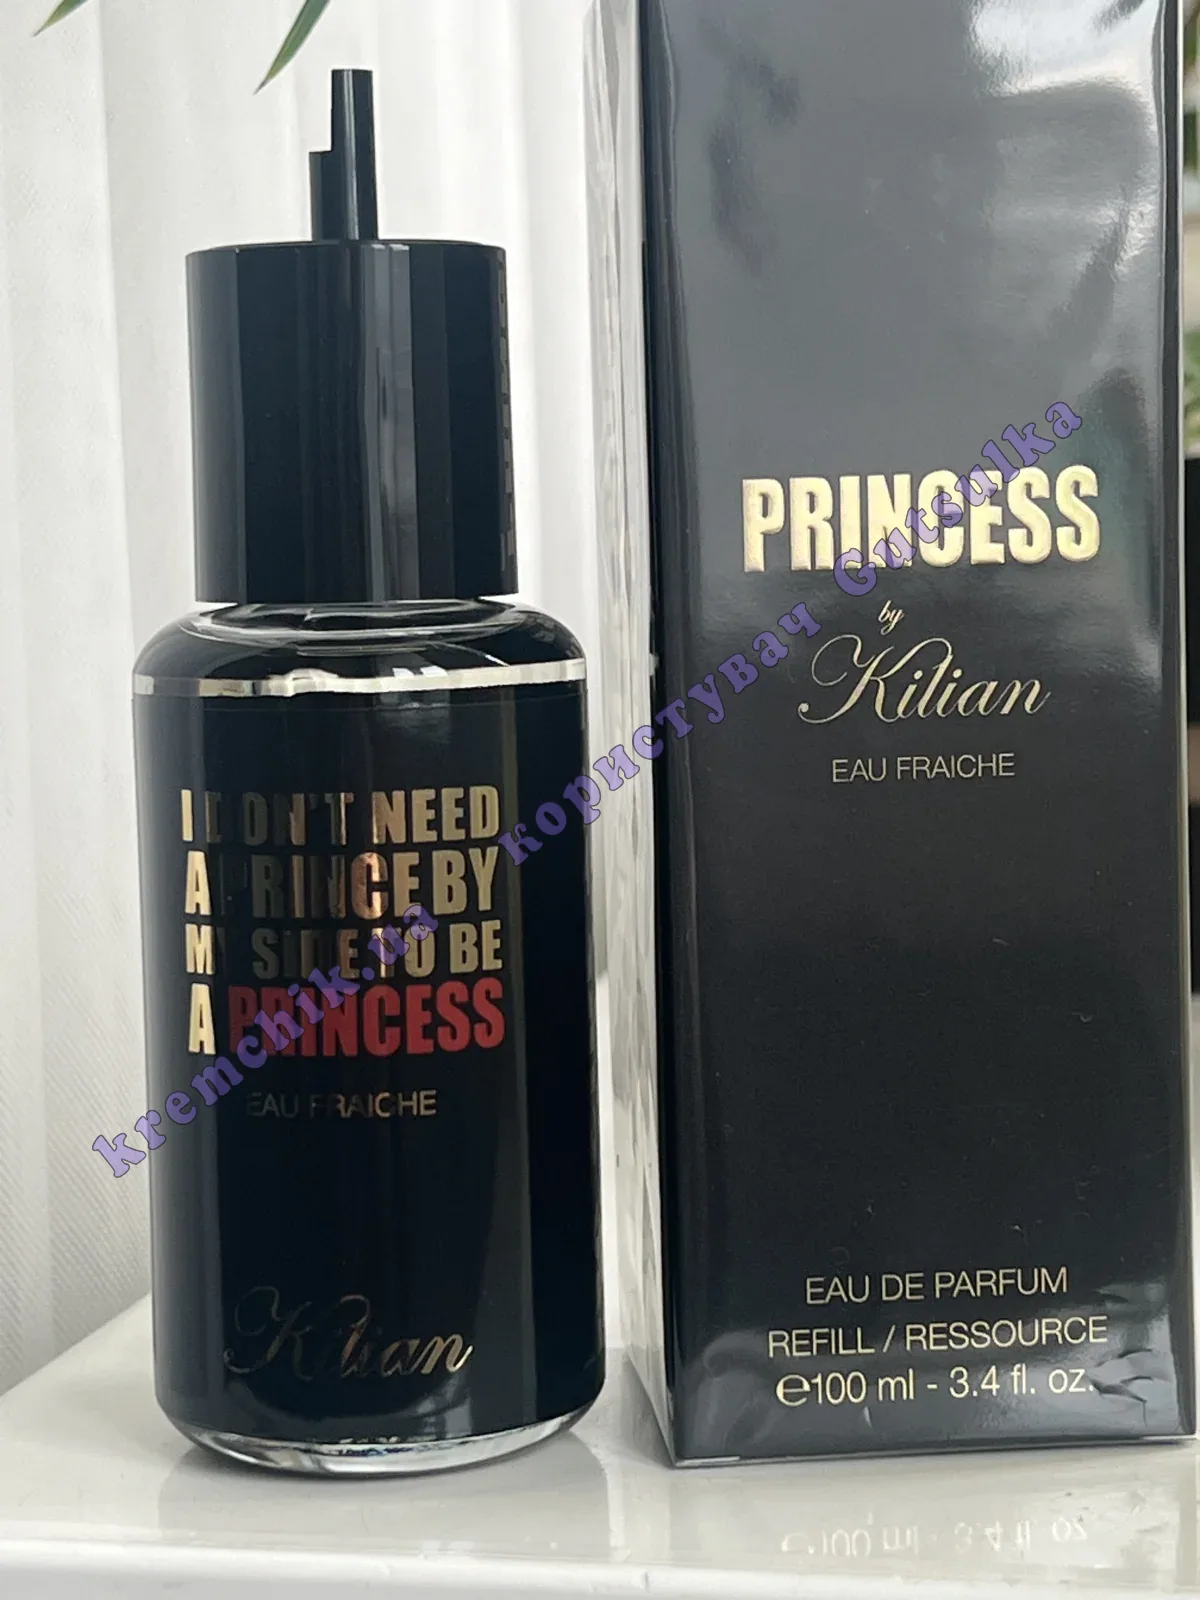 I DON'T NEED
A PRINCE BY
MY SIDE TO BE
A PRINCESS
EAU FRAICHE
Kilian
PRINCESS
by
Kilian
EAU FRAICHE
EAU DE PARFUM
REFILL / RESSOURCE
℮100 ml - 3.4 fl. oz.
kremchik.ua користувач Gutsulka